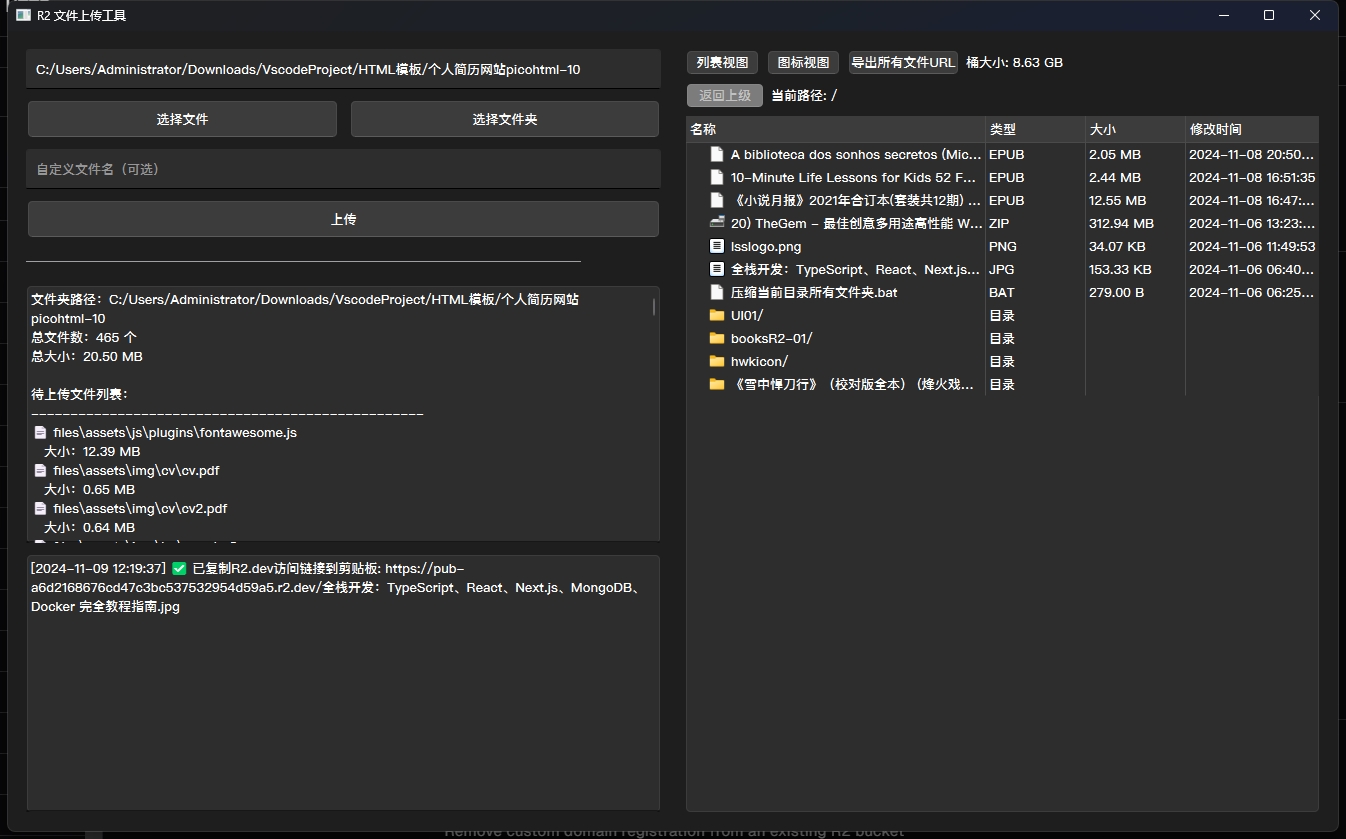 R2 文件上传工具
C:/Users/Administrator/Downloads/VscodeProject/HTML模板/个人简历网站picohtml-10
选择文件 选择文件夹
自定义文件名（可选）
上传
文件夹路径：C:/Users/Administrator/Downloads/VscodeProject/HTML模板/个人简历网站
picohtml-10
总文件数：465 个
总大小：20.50 MB
待上传文件列表：
--------------------------------------------------
files\assets\js\plugins\fontawesome.js
大小：12.39 MB
files\assets\img\cv\cv.pdf
大小：0.65 MB
files\assets\img\cv\cv2.pdf
大小：0.64 MB
[2024-11-09 12:19:37] ✅ 已复制R2.dev访问链接到剪贴板: https://pub-
a6d2168676cd47c3bc537532954d59a5.r2.dev/全栈开发：TypeScript、React、Next.js、MongoDB、
Docker 完全教程指南.jpg
列表视图 图标视图 导出所有文件URL 桶大小: 8.63 GB
返回上级 当前路径: /
名称 类型 大小 修改时间
A biblioteca dos sonhos secretos (Mic... EPUB 2.05 MB 2024-11-08 20:50...
10-Minute Life Lessons for Kids 52 F... EPUB 2.44 MB 2024-11-08 16:51:35
《小说月报》2021年合订本(套装共12期) ... EPUB 12.55 MB 2024-11-08 16:47:...
20) TheGem - 最佳创意多用途高性能 W... ZIP 312.94 MB 2024-11-06 13:23:...
lsslogo.png PNG 34.07 KB 2024-11-06 11:49:53
全栈开发：TypeScript、React、Next.js... JPG 153.33 KB 2024-11-06 06:40...
压缩当前目录所有文件夹.bat BAT 279.00 B 2024-11-06 06:25...
UI01/ 目录
booksR2-01/ 目录
hwkicon/ 目录
《雪中悍刀行》（校对版全本）（烽火戏... 目录
Remove custom domain registration from an existing R2 bucket